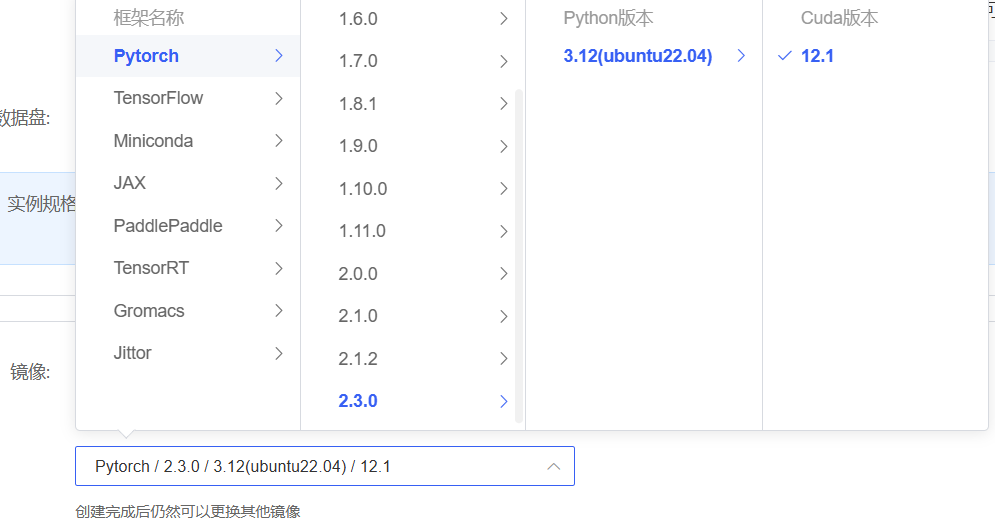 框架名称
Pytorch
TensorFlow
Miniconda
JAX
PaddlePaddle
TensorRT
Gromacs
Jittor
1.6.0
1.7.0
1.8.1
1.9.0
1.10.0
1.11.0
2.0.0
2.1.0
2.1.2
2.3.0
Python版本
3.12(ubuntu22.04)
Cuda版本
12.1
数据盘:
实例规格
镜像:
Pytorch / 2.3.0 / 3.12(ubuntu22.04) / 12.1
创建完成后仍然可以更换其他镜像